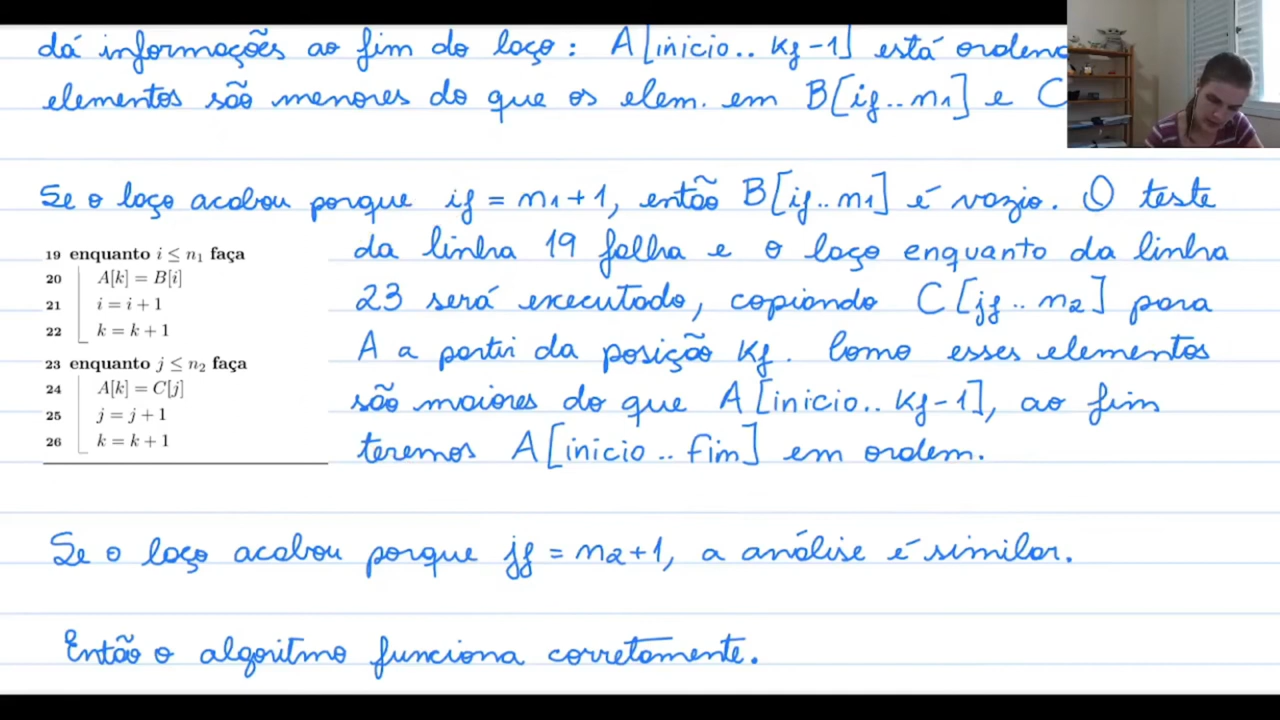 dá informações ao fim do laço : A[inicio.. kf-1] está
elementos são menores do que os elem. em B[if..n1] e C
Se o laço acabou porque if = n1+1, então B[if..n1] é vazio. O teste
da linha 19 falha e o laço enquanto da linha
23 será executado, copiando C[jf..n2] para
A a partir da posição kf. Como esses elementos
são maiores do que A[inicio..kf-1], ao fim
teremos A[inicio..fim] em ordem.
19 enquanto i ≤ n1 faça
20 A[k] = B[i]
21 i = i + 1
22 k = k + 1
23 enquanto j ≤ n2 faça
24 A[k] = C[j]
25 j = j + 1
26 k = k + 1
Se o laço acabou porque jf = n2+1, a análise é similar.
Então o algoritmo funciona corretamente.